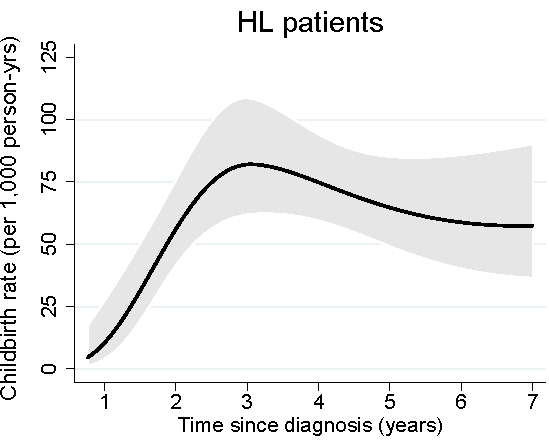 HL patients
Childbirth rate (per 1,000 person-yrs)
125
100
75
50
25
0
1 2 3 4 5 6 7
Time since diagnosis (years)